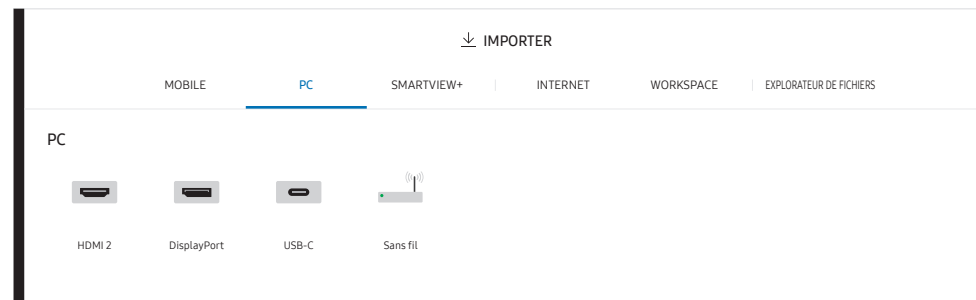 IMPORTER
MOBILE PC SMARTVIEW+ INTERNET WORKSPACE EXPLORATEUR DE FICHIERS
PC
HDMI 2 DisplayPort USB-C Sans fil